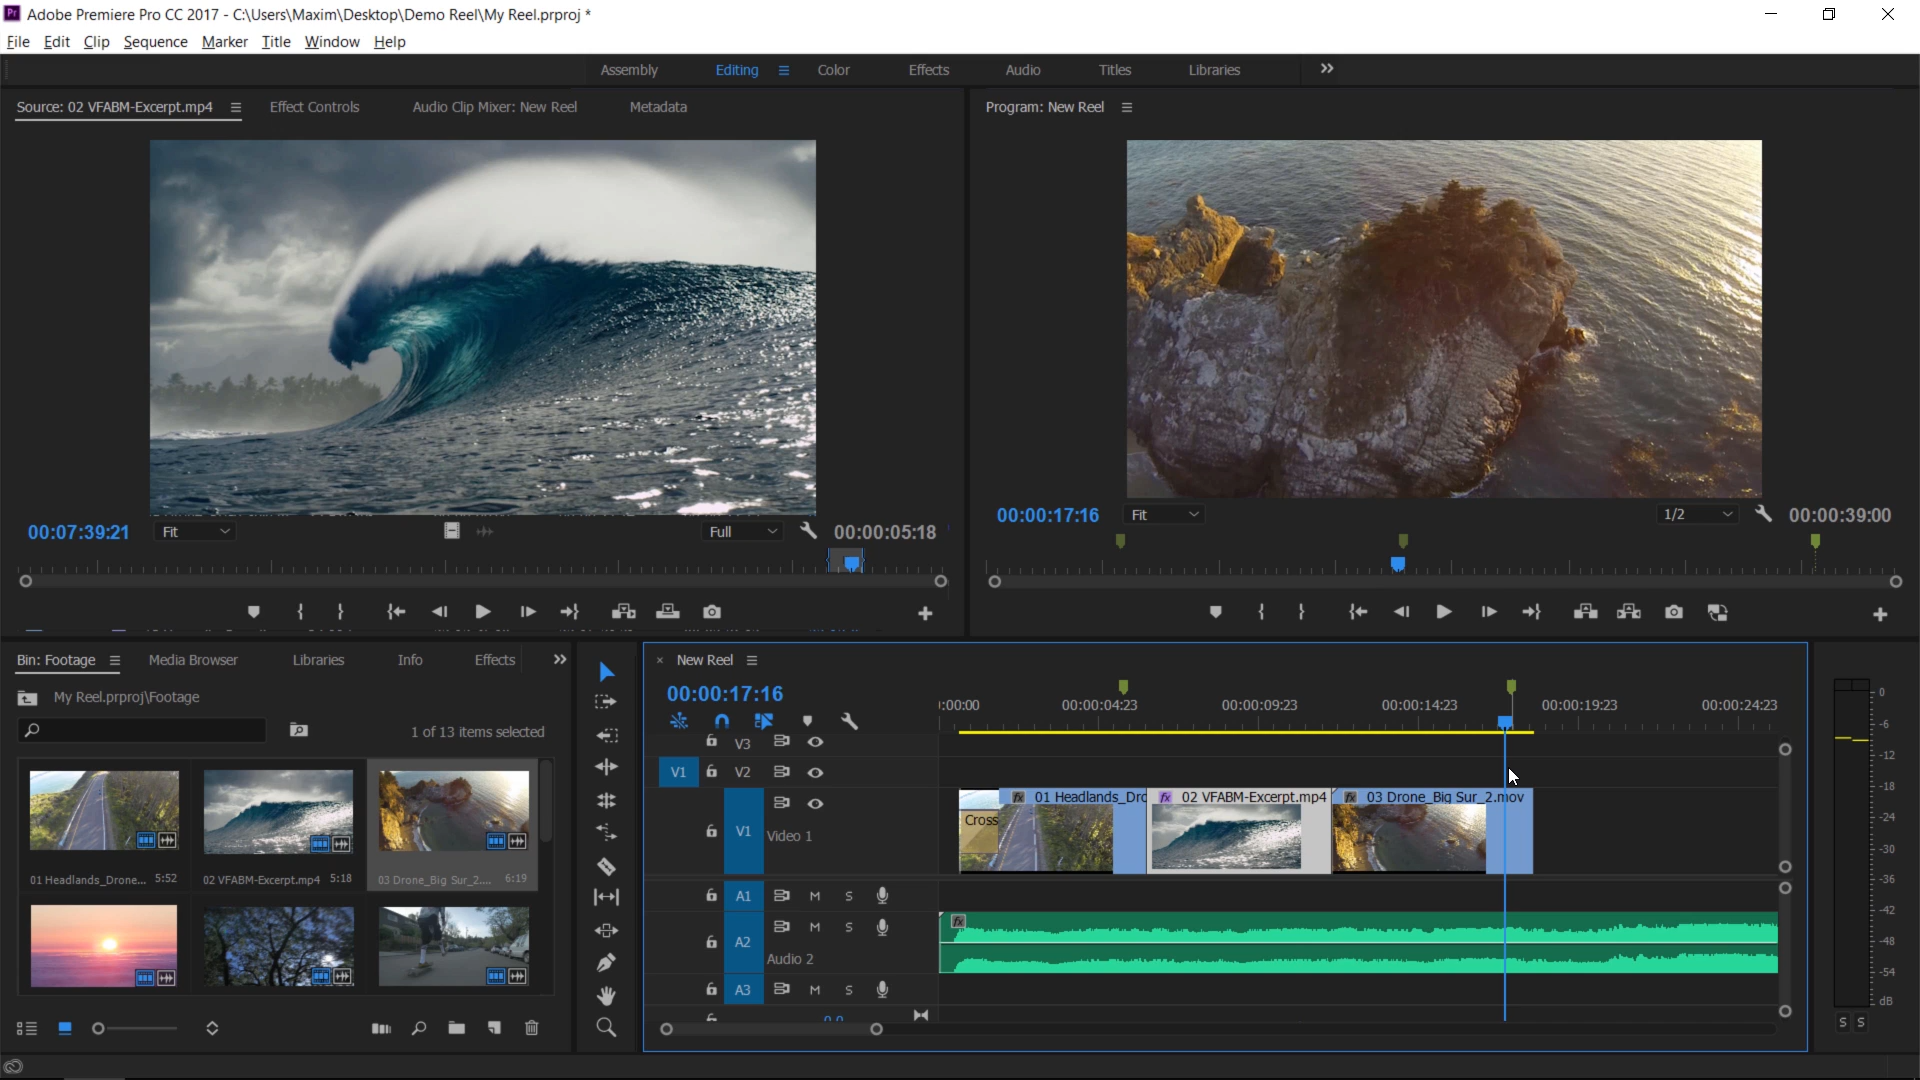 Adobe Premiere Pro CC 2017 - C:\Users\Maxim\Desktop\Demo Reel\My Reel.prproj *
File Edit Clip Sequence Marker Title Window Help
Assembly Editing Color Effects Audio Titles Libraries
Source: 02 VFABM-Excerpt.mp4 Effect Controls Audio Clip Mixer: New Reel Metadata
Program: New Reel
00:07:39:21 Fit Full 00:00:05:18
00:00:17:16 Fit 1/2 00:00:39:00
Bin: Footage Media Browser Libraries Info Effects
My Reel.prproj\Footage
1 of 13 items selected
01 Headlands_Drone... 5:52
02 VFABM-Excerpt.mp4 5:18
03 Drone_Big Sur_2.... 6:19
× New Reel
00:00:17:16
:00:00 00:00:04:23 00:00:09:23 00:00:14:23 00:00:19:23 00:00:24:23
V3
V1 V2
V1 Video 1
Cross
fx 01 Headlands_Drc
fx 02 VFABM-Excerpt.mp4
fx 03 Drone_Big Sur_2.mov
A1 M S
A2 M S
Audio 2
fx
A3 M S
0
-6
-12
-18
-24
-30
-36
-42
-48
-54
dB
S S